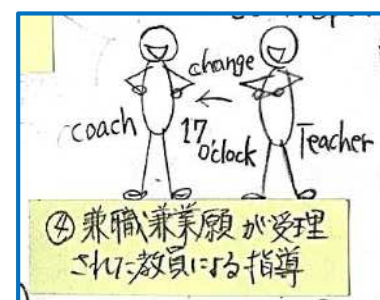 change
coach
17
o'clock
Teacher
④兼職兼業願が受理
された教員による指導